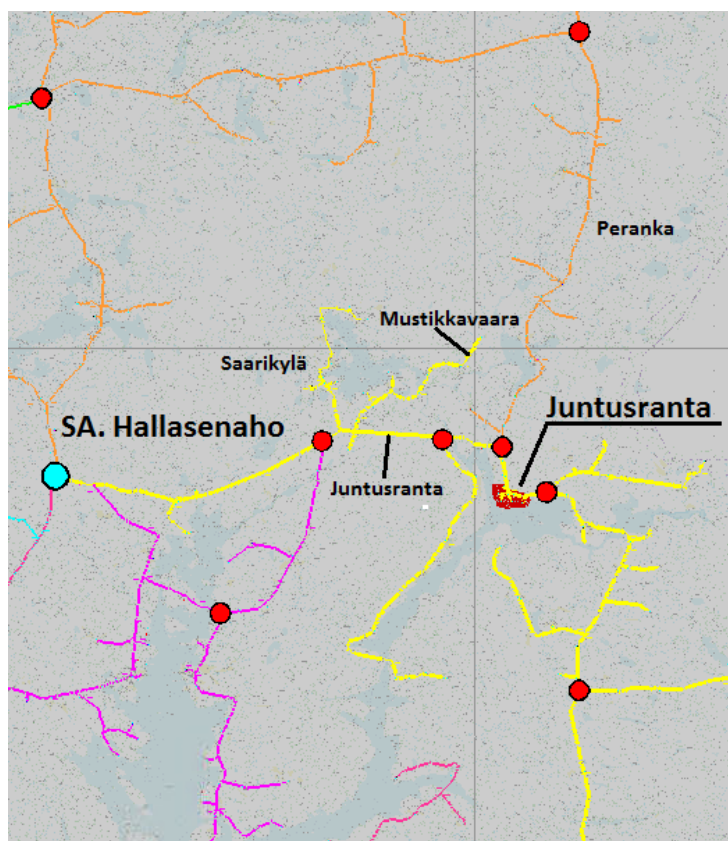 Peranka
Mustikkavaara
Saarikylä
Juntusranta
SA. Hallasenaho
Juntusranta